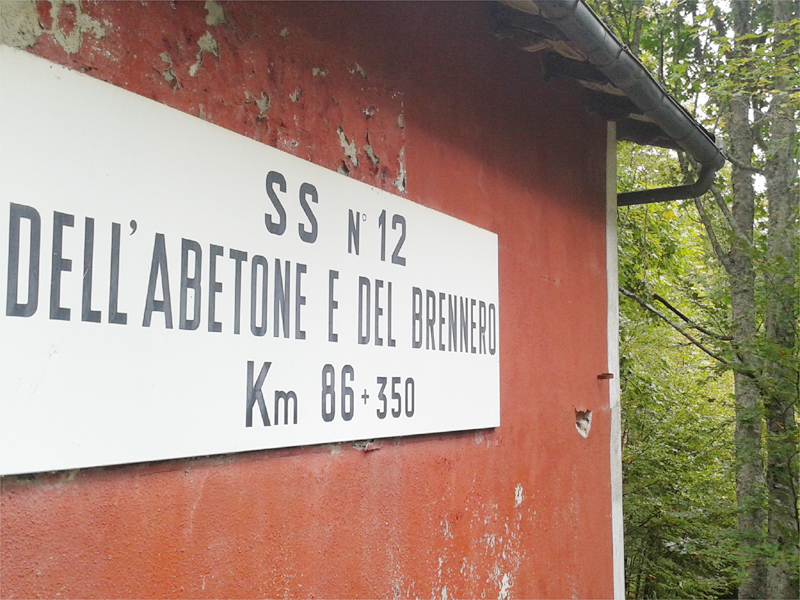 SS N° 12
DELL'ABETONE E DEL BRENNERO
Km 86+350